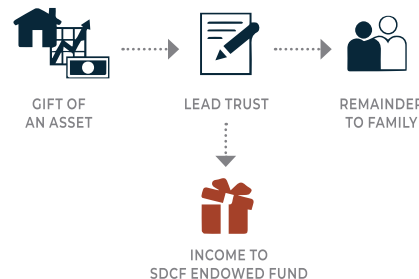 GIFT OF
AN ASSET
LEAD TRUST
REMAINDER
TO FAMILY
INCOME TO
SDCF ENDOWED FUND